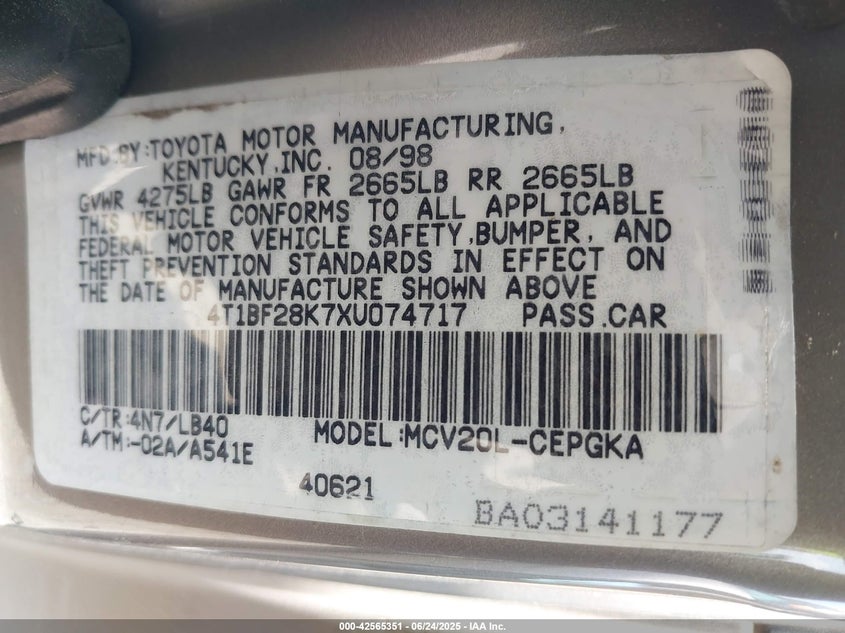 MFD.BY:TOYOTA MOTOR MANUFACTURING,
KENTUCKY,INC. 08/98
GVWR 4275LB GAWR FR 2665LB RR 2665LB
THIS VEHICLE CONFORMS TO ALL APPLICABLE
FEDERAL MOTOR VEHICLE SAFETY,BUMPER, AND
THEFT PREVENTION STANDARDS IN EFFECT ON
THE DATE OF MANUFACTURE SHOWN ABOVE
4T1BF28K7XU074717 PASS.CAR
C/TR:4N7/LB40
A/TM:-02A/A541E MODEL:MCV20L-CEPGKA
40621
BA03141177
000-42565351 | 06/24/2025 - IAA Inc.